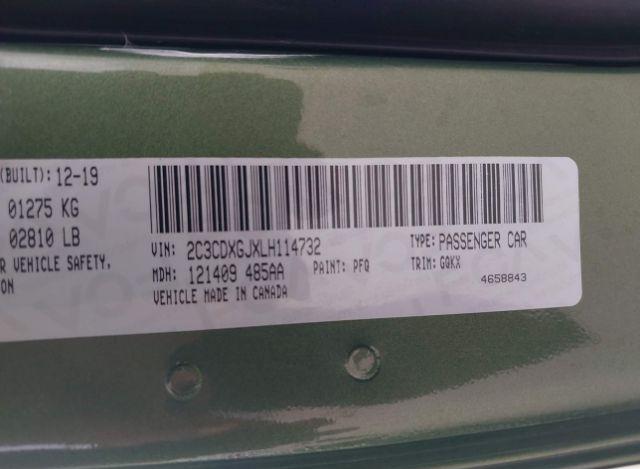 (BUILT): 12-19
01275 KG
02810 LB
R VEHICLE SAFETY,
ON
VIN: 2C3CDXGJXLH114732
TYPE: PASSENGER CAR
MDH: 121409 485AA
PAINT: PFQ
TRIM: GQKX
VEHICLE MADE IN CANADA
4658843